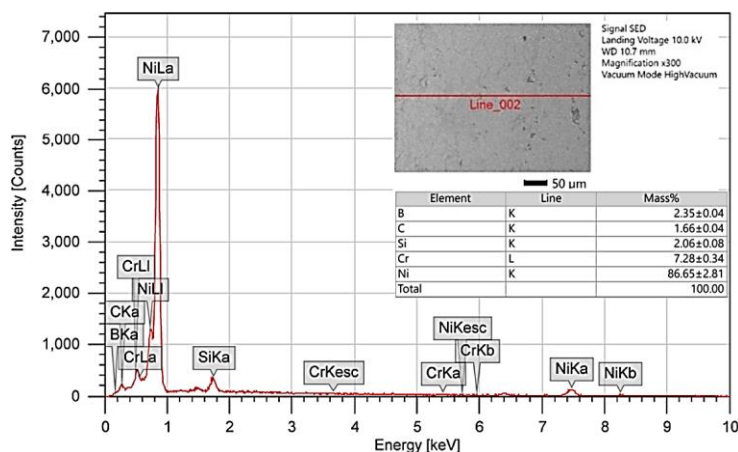 Intensity [Counts]
7,000
6,000
5,000
4,000
3,000
2,000
1,000
0
NiLa
CrLl
NiLl
CKa
BKa
CrLa
SiKa
CrKesc
NiKesc
CrKb
CrKa
NiKa
NiKb
0 1 2 3 4 5 6 7 8 9 10
Energy [keV]
Line_002
50 µm
Signal SED
Landing Voltage 10.0 kV
WD 10.7 mm
Magnification x300
Vacuum Mode HighVacuum
Element Line Mass%
B K 2.35±0.04
C K 1.66±0.04
Si K 2.06±0.08
Cr L 7.28±0.34
Ni K 86.65±2.81
Total 100.00